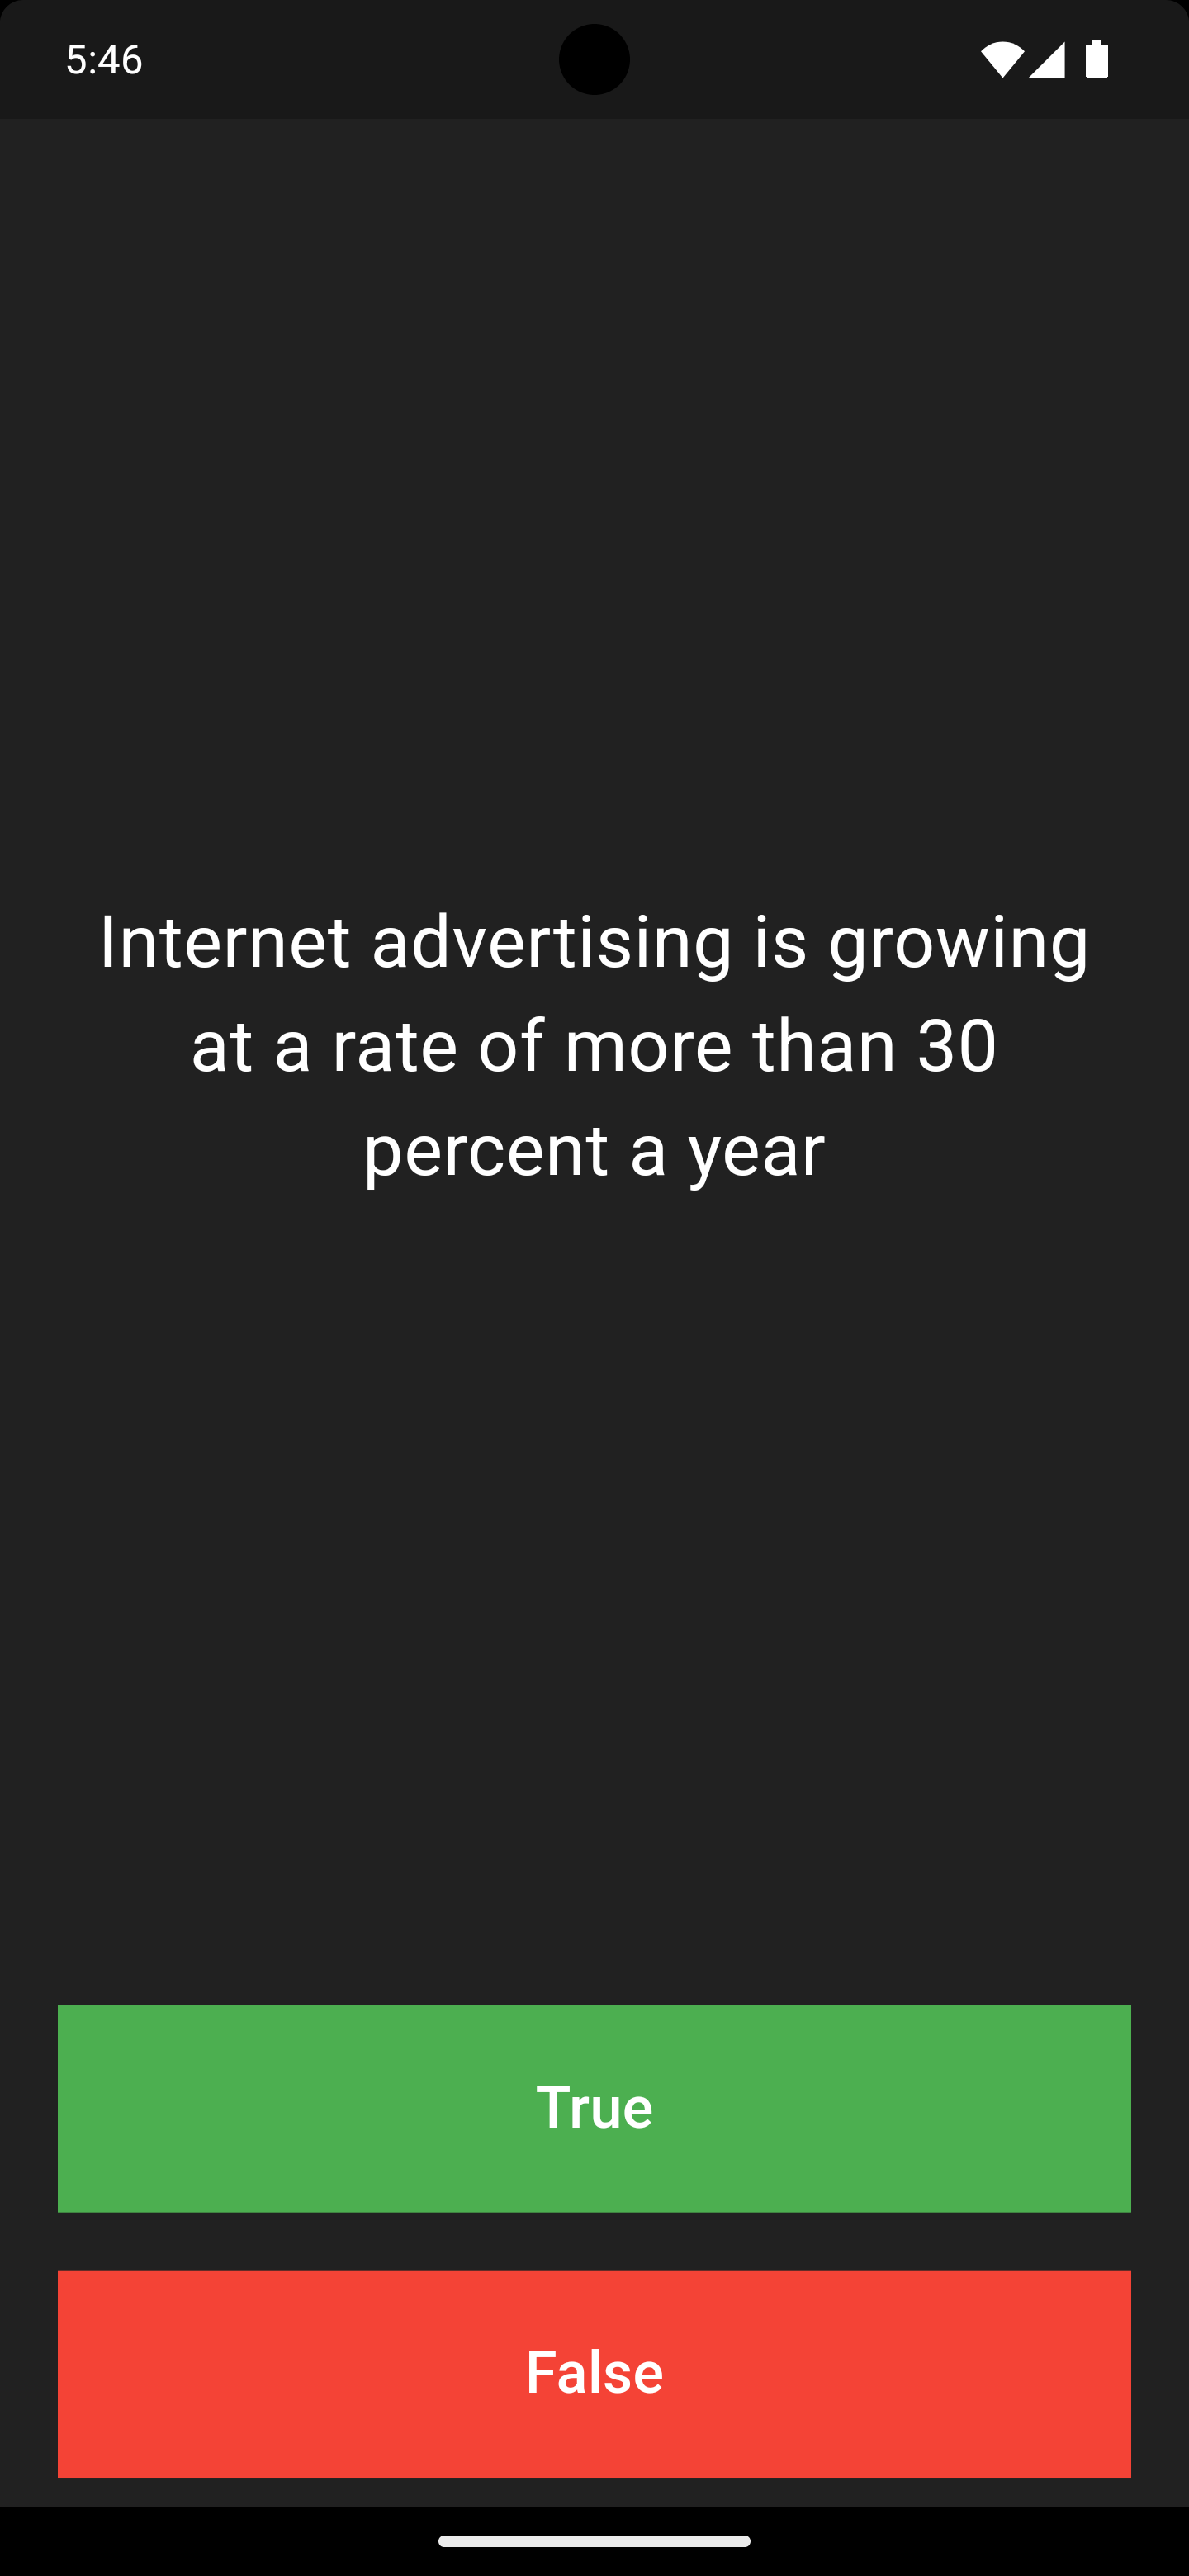 5:46
Internet advertising is growing
at a rate of more than 30
percent a year
True
False